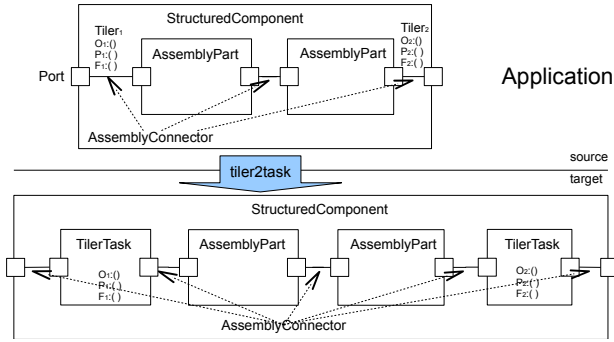 StructuredComponent
Tiler₁
O₁:()
P₁:( )
F₁:( )
Tiler₂
O₂:()
P₂:( )
F₂:( )
AssemblyPart
AssemblyPart
Port
Application
AssemblyConnector
tiler2task
source
target
StructuredComponent
TilerTask
O₁:()
P₁:( )
F₁:( )
AssemblyPart
AssemblyPart
TilerTask
O₂:()
P₂:( )
F₂:( )
AssemblyConnector